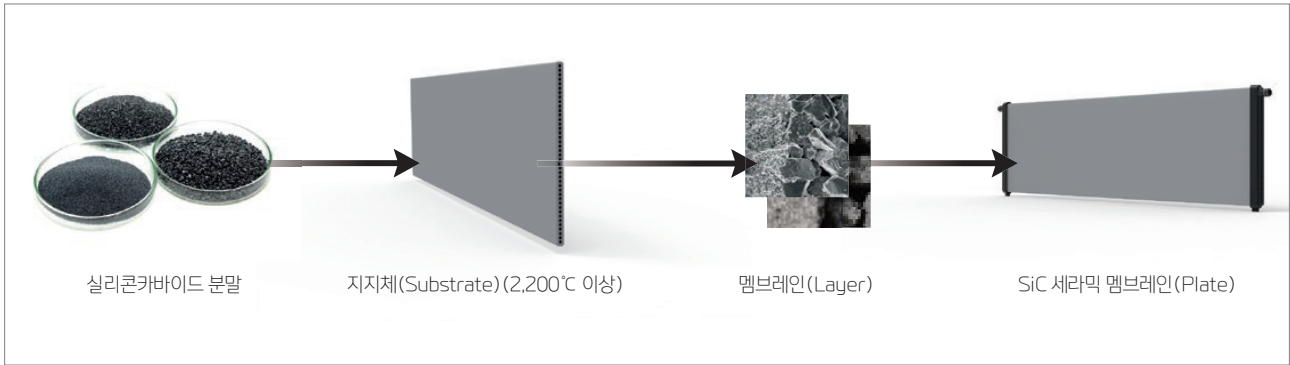 실리콘카바이드 분말
지지체(Substrate)(2,200℃ 이상)
멤브레인(Layer)
SiC 세라믹 멤브레인(Plate)